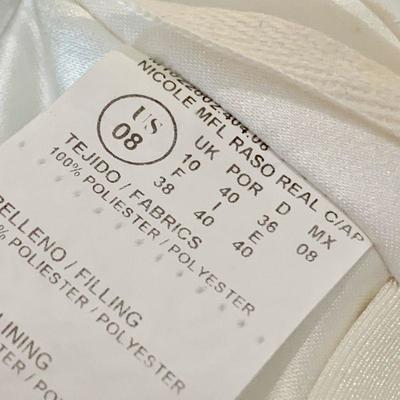 NICOLE MFL RASO REAL C/AP
US UK POR D MX
08 10 40 36 08
F I E
38 40 40
TEJIDO / FABRICS
100% POLIESTER / POLYESTER
RELLENO / FILLING
% POLIESTER / POLYESTER
LINING
POLYESTER